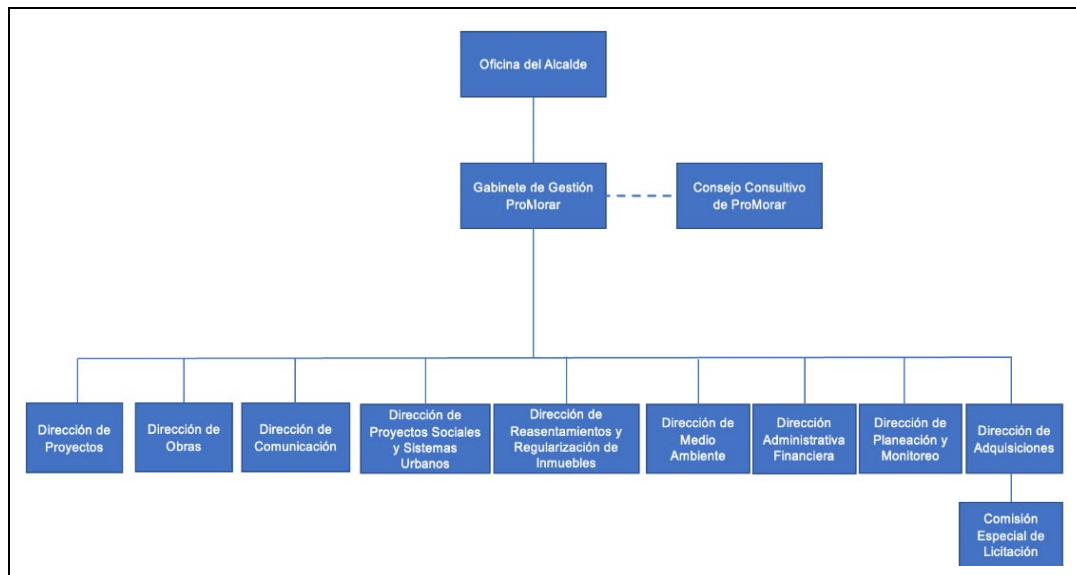 Oficina del Alcalde
Gabinete de Gestión
ProMorar
Consejo Consultivo
de ProMorar
Dirección de
Proyectos
Dirección de
Obras
Dirección de
Comunicación
Dirección de
Proyectos Sociales
y Sistemas
Urbanos
Dirección de
Reasentamientos y
Regularización de
Inmuebles
Dirección de
Medio
Ambiente
Dirección
Administrativa
Financiera
Dirección de
Planeación y
Monitoreo
Dirección de
Adquisiciones
Comisión
Especial de
Licitación